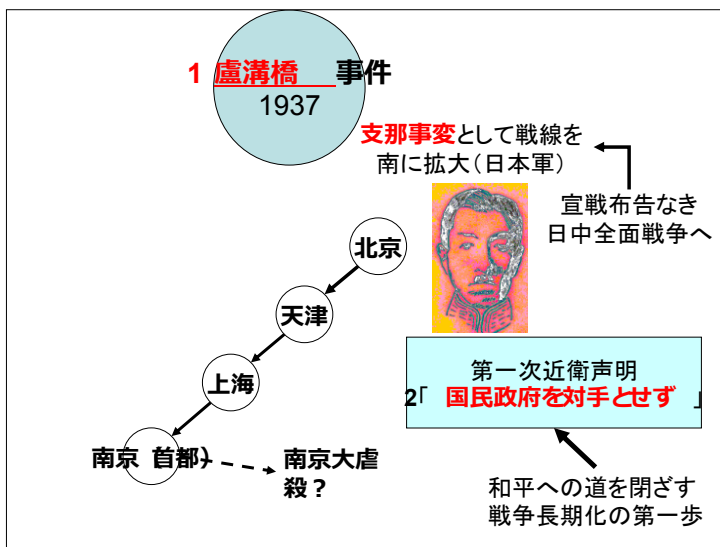 1 盧溝橋 事件
1937
支那事変として戦線を
南に拡大（日本軍）
宣戦布告なき
日中全面戦争へ
北京
天津
上海
南京（首都）
南京大虐
殺？
第一次近衛声明
2「 国民政府を対手とせず 」
和平への道を閉ざす
戦争長期化の第一歩